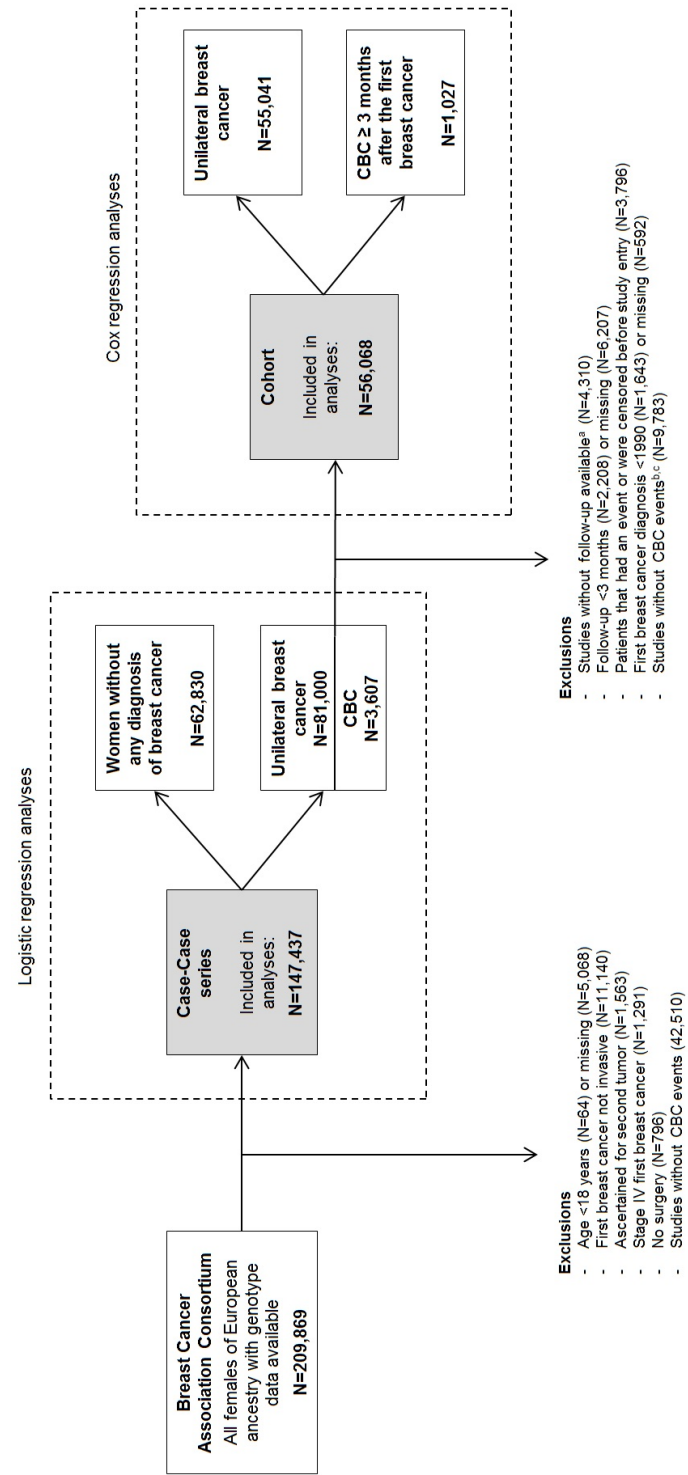 Breast Cancer
Association Consortium
All females of European
ancestry with genotype
data available
N=209,869
Exclusions
- Age <18 years (N=64) or missing (N=5,068)
- First breast cancer not invasive (N=11,140)
- Ascertained for second tumor (N=1,563)
- Stage IV first breast cancer (N=1,291)
- No surgery (N=796)
- Studies without CBC events (42,510)
Logistic regression analyses
Case-Case
series
Included in
analyses:
N=147,437
Women without
any diagnosis
of breast cancer
N=62,830
Unilateral breast
cancer
N=81,000
CBC
N=3,607
Exclusions
- Studies without follow-up availableᵃ (N=4,310)
- Follow-up <3 months (N=2,208) or missing (N=6,207)
- Patients that had an event or were censored before study entry (N=3,796)
- First breast cancer diagnosis <1990 (N=1,643) or missing (N=592)
- Studies without CBC eventsᵇ,ᶜ (N=9,783)
Cox regression analyses
Cohort
Included in
analyses:
N=56,068
Unilateral breast
cancer
N=55,041
CBC ≥ 3 months
after the first
breast cancer
N=1,027